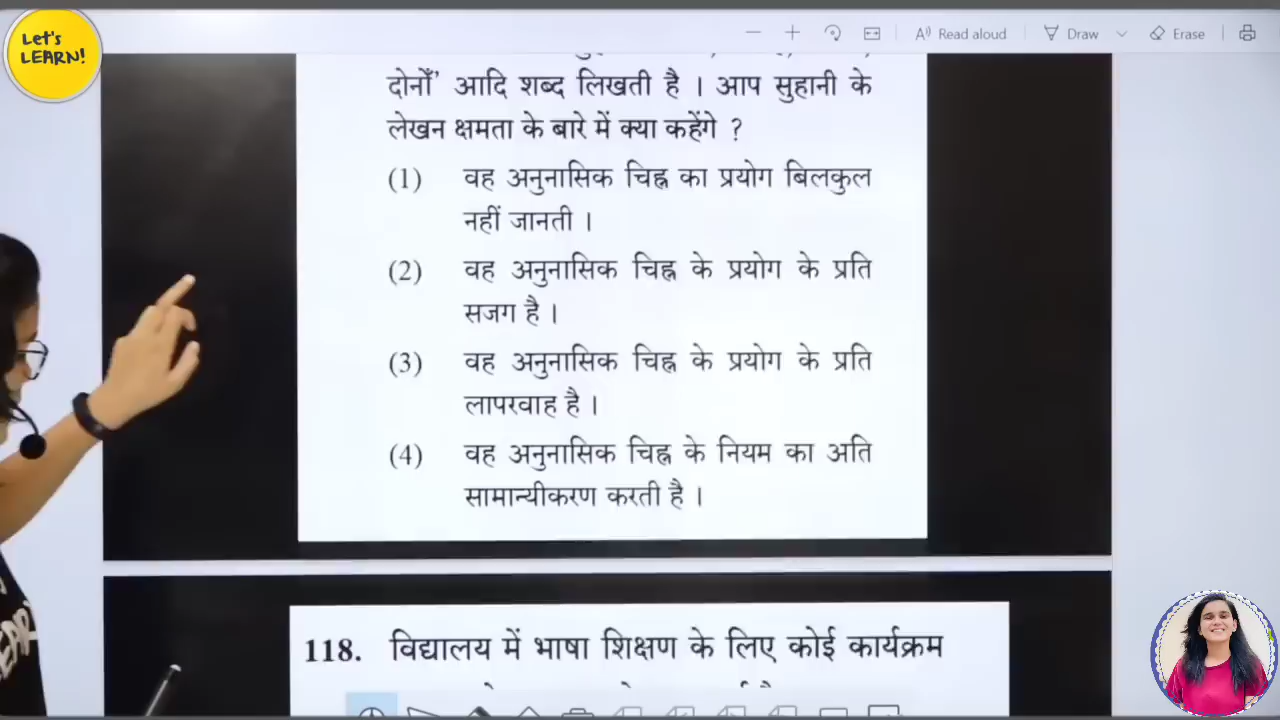 Let's
LEARN!
Read aloud
Draw
Erase
दोनोँ” आदि शब्द लिखती है । आप सुहानी के
लेखन क्षमता के बारे में क्या कहेंगे ?
(1) वह अनुनासिक चिह्न का प्रयोग बिलकुल
नहीं जानती ।
(2) वह अनुनासिक चिह्न के प्रयोग के प्रति
सजग है ।
(3) वह अनुनासिक चिह्न के प्रयोग के प्रति
लापरवाह है ।
(4) वह अनुनासिक चिह्न के नियम का अति
सामान्यीकरण करती है ।
118. विद्यालय में भाषा शिक्षण के लिए कोई कार्यक्रम